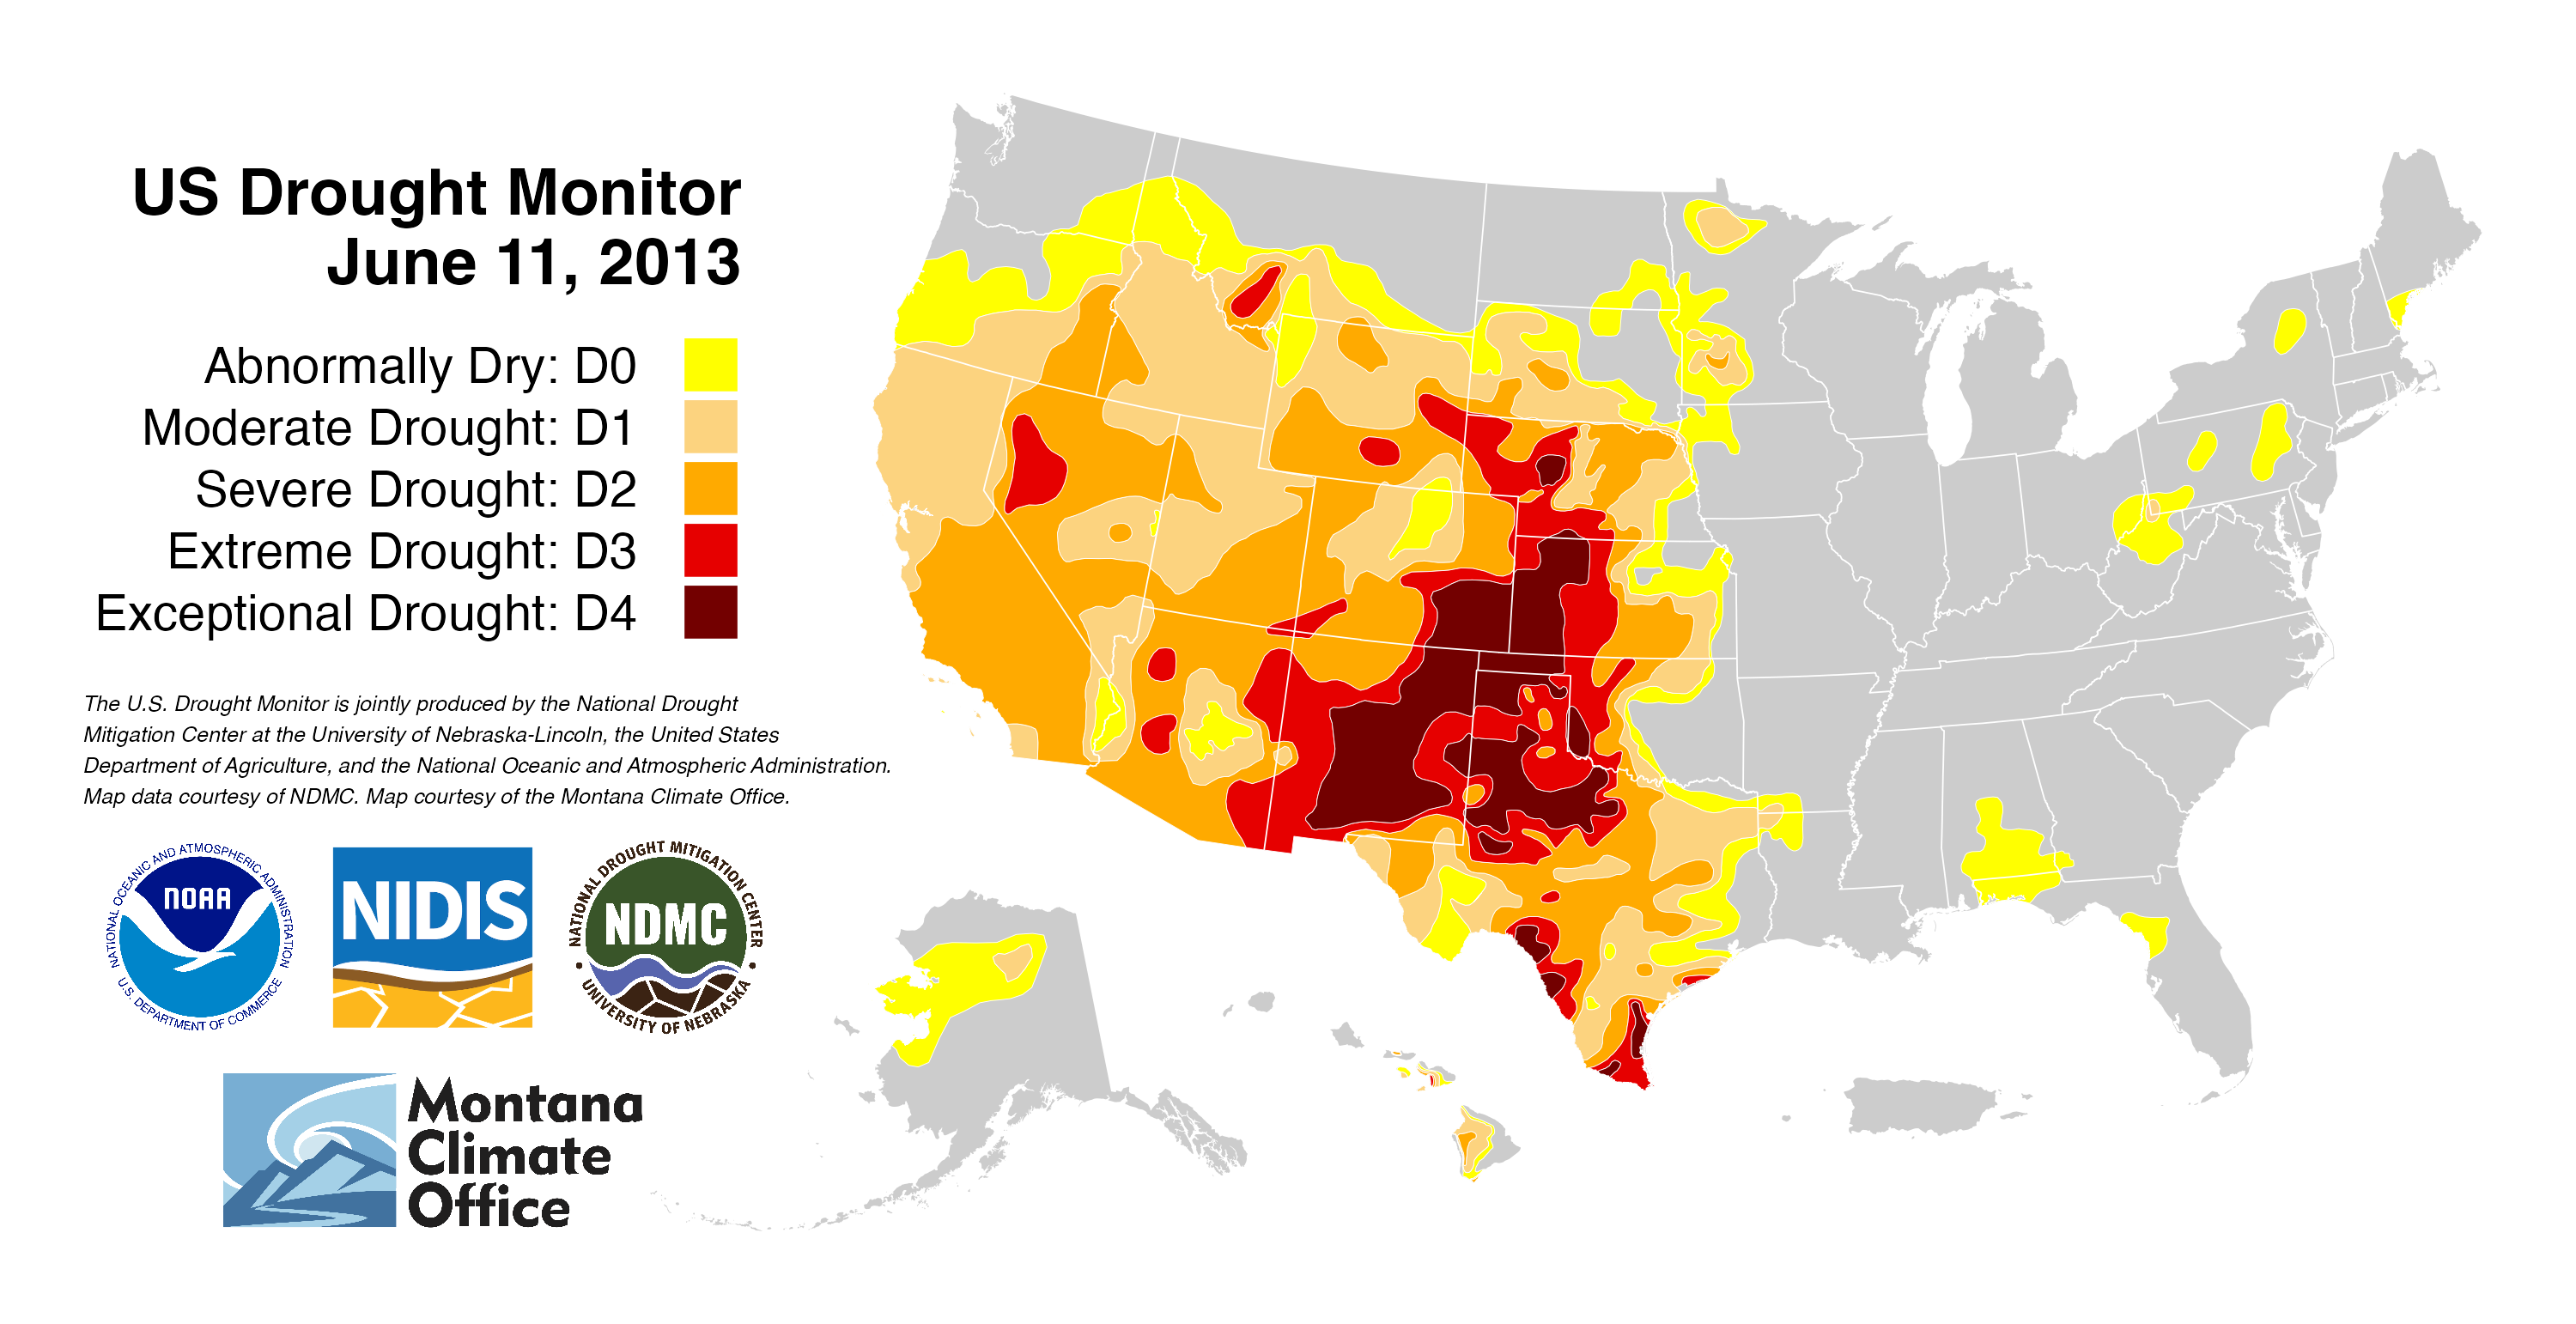 US Drought Monitor
June 11, 2013
Abnormally Dry: D0
Moderate Drought: D1
Severe Drought: D2
Extreme Drought: D3
Exceptional Drought: D4
The U.S. Drought Monitor is jointly produced by the National Drought
Mitigation Center at the University of Nebraska-Lincoln, the United States
Department of Agriculture, and the National Oceanic and Atmospheric Administration.
Map data courtesy of NDMC. Map courtesy of the Montana Climate Office.
NATIONAL OCEANIC AND ATMOSPHERIC ADMINISTRATION
NOAA
U.S. DEPARTMENT OF COMMERCE
NIDIS
NATIONAL DROUGHT MITIGATION CENTER
NDMC
UNIVERSITY OF NEBRASKA
Montana
Climate
Office